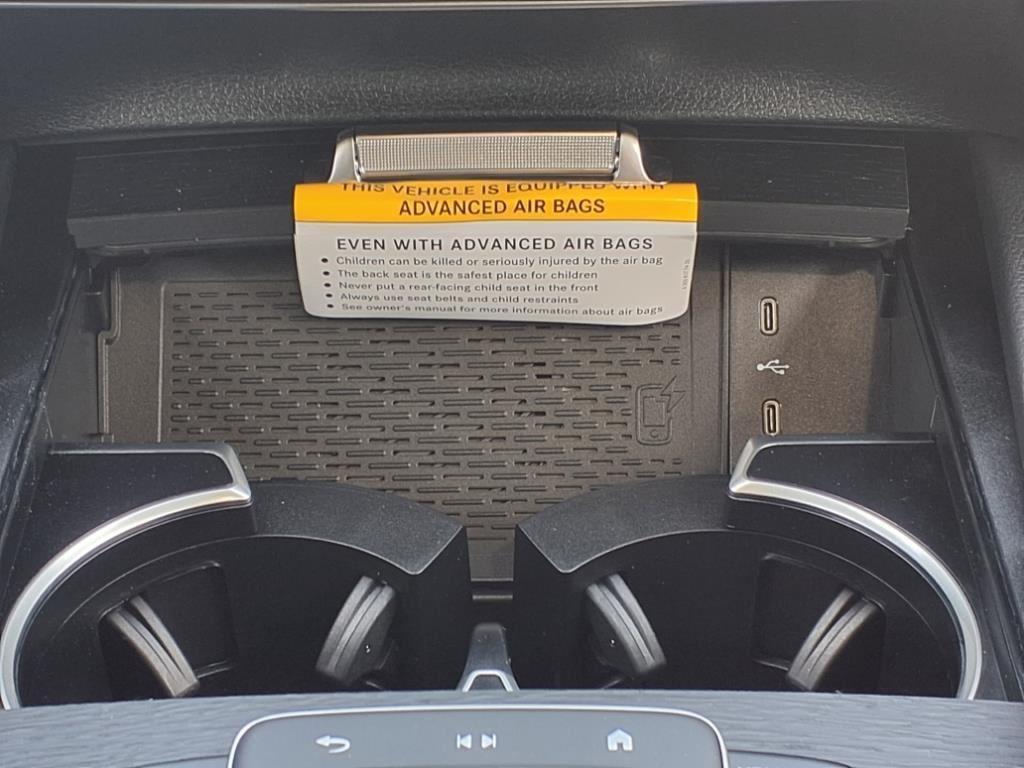 THIS VEHICLE IS EQUIPPED WITH
ADVANCED AIR BAGS
EVEN WITH ADVANCED AIR BAGS
• Children can be killed or seriously injured by the air bag
• The back seat is the safest place for children
• Never put a rear-facing child seat in the front
• Always use seat belts and child restraints
• See owner's manual for more information about air bags